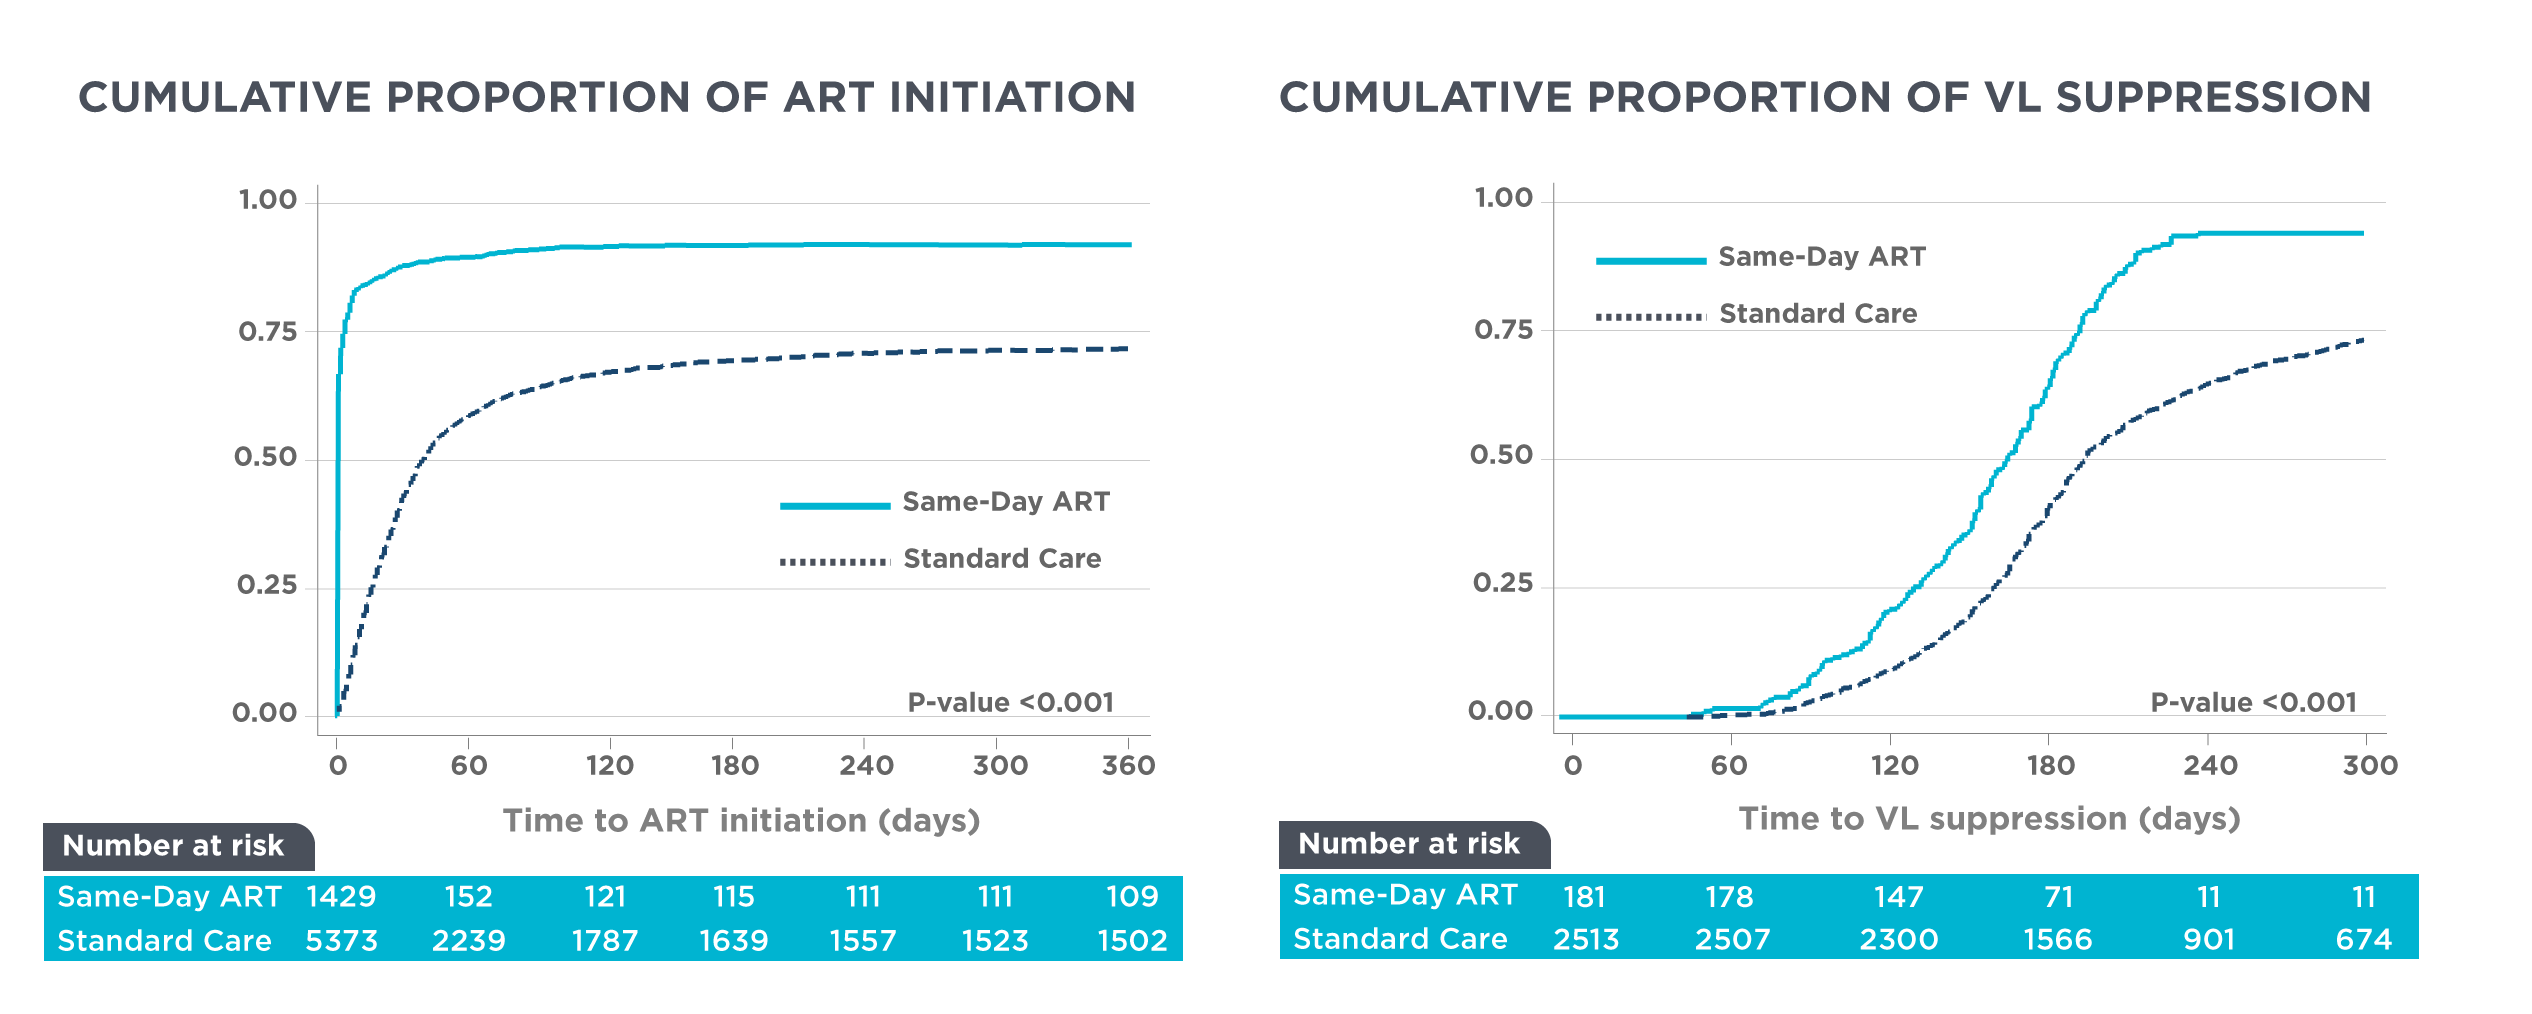 CUMULATIVE PROPORTION OF ART INITIATION
1.00
0.75
0.50
0.25
0.00
Same-Day ART
Standard Care
P-value <0.001
0 60 120 180 240 300 360
Time to ART initiation (days)
Number at risk
Same-Day ART 1429 152 121 115 111 111 109
Standard Care 5373 2239 1787 1639 1557 1523 1502
CUMULATIVE PROPORTION OF VL SUPPRESSION
1.00
0.75
0.50
0.25
0.00
Same-Day ART
Standard Care
P-value <0.001
0 60 120 180 240 300
Time to VL suppression (days)
Number at risk
Same-Day ART 181 178 147 71 11 11
Standard Care 2513 2507 2300 1566 901 674